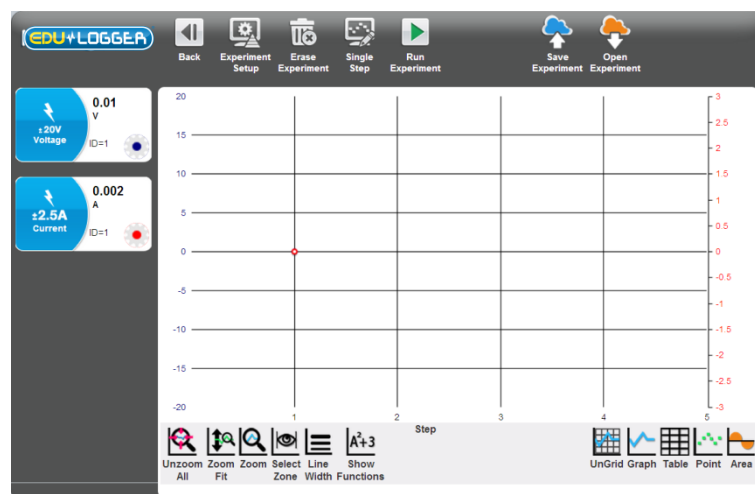 EDU LOGGER
Back
Experiment
Setup
Erase
Experiment
Single
Step
Run
Experiment
Save
Experiment
Open
Experiment
0.01
V
±20V
Voltage
ID=1
0.002
A
±2.5A
Current
ID=1
20
15
10
5
0
-5
-10
-15
-20
3
2.5
2
1.5
1
0.5
0
-0.5
-1
-1.5
-2
-2.5
-3
1
2
3
4
5
Step
A²+3
Unzoom
All
Zoom
Fit
Zoom
Select
Zone
Line
Width
Show
Functions
UnGrid
Graph
Table
Point
Area